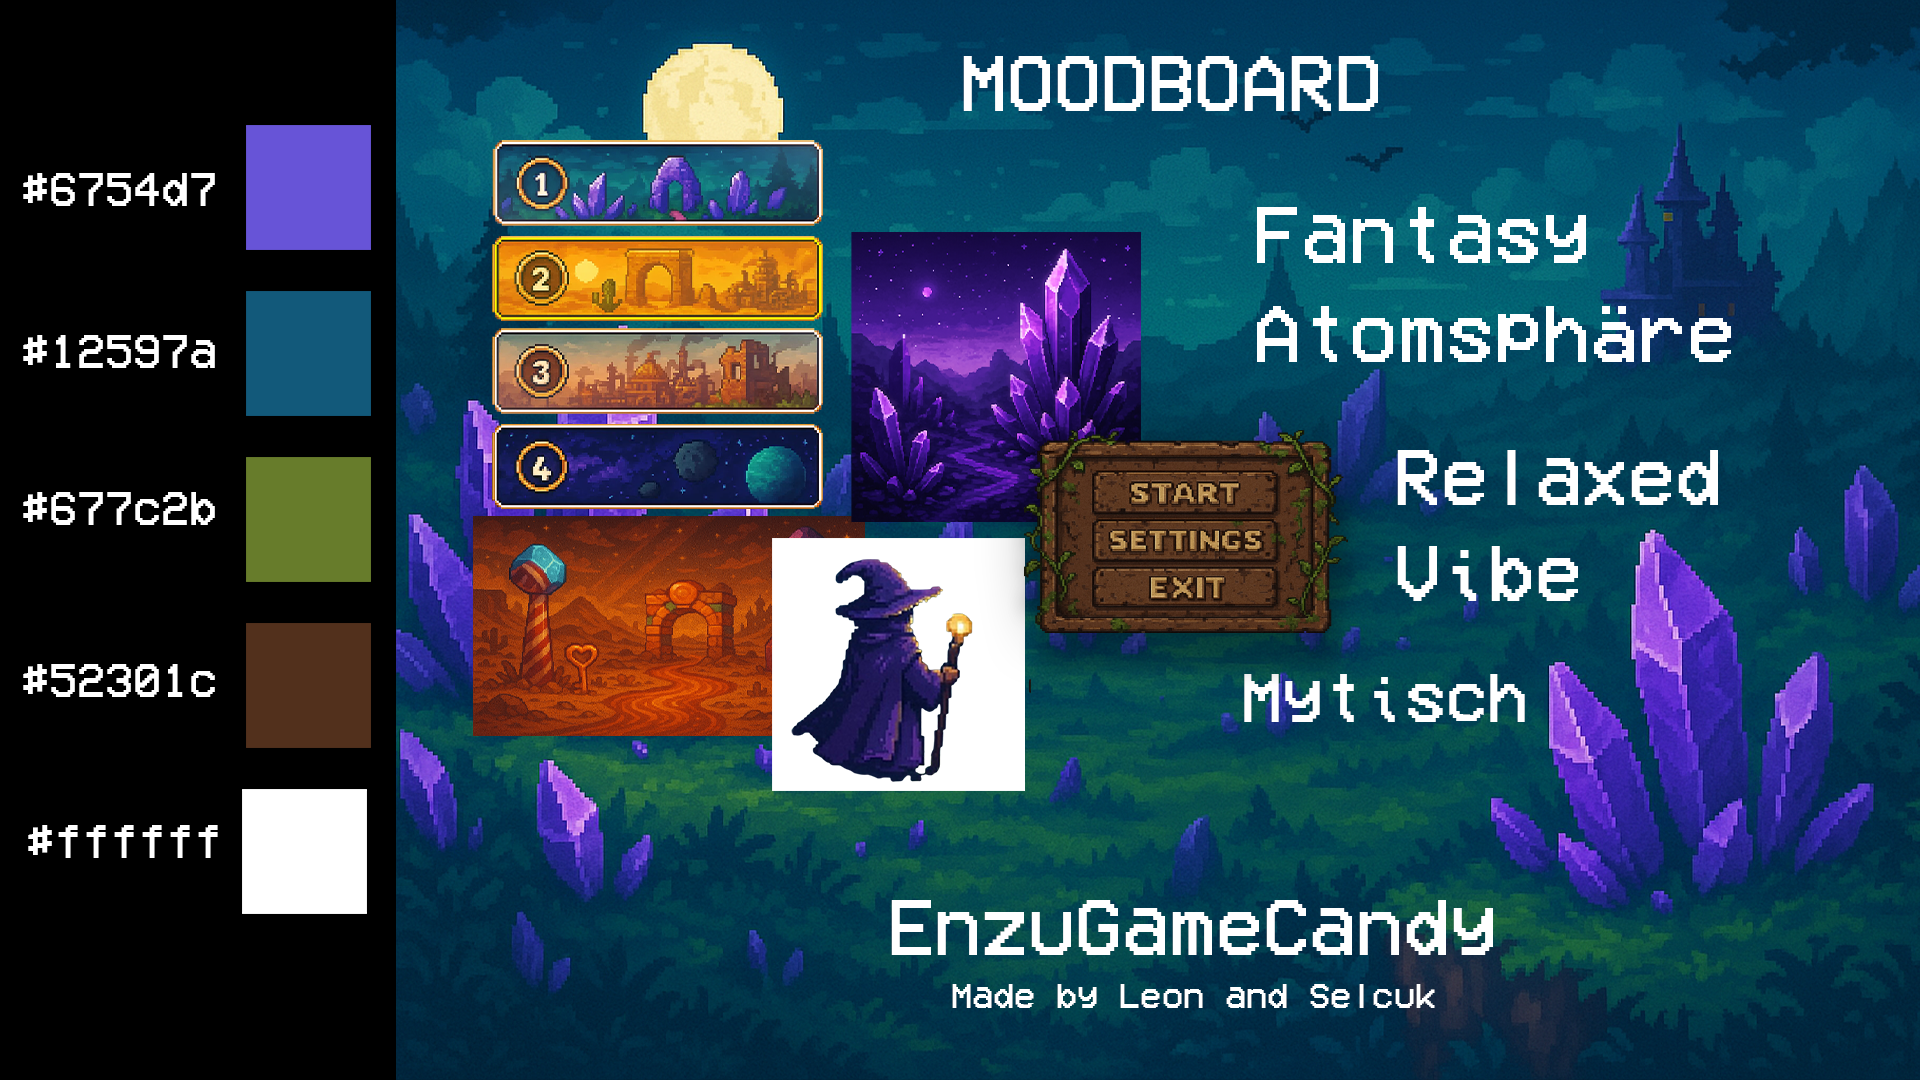 MOODBOARD
#6754d7
#12597a
#677c2b
#52301c
#ffffff
1
2
3
4
START
SETTINGS
EXIT
Fantasy
Atomsphäre
Relaxed
Vibe
Mytisch
EnzuGameCandy
Made by Leon and Selcuk